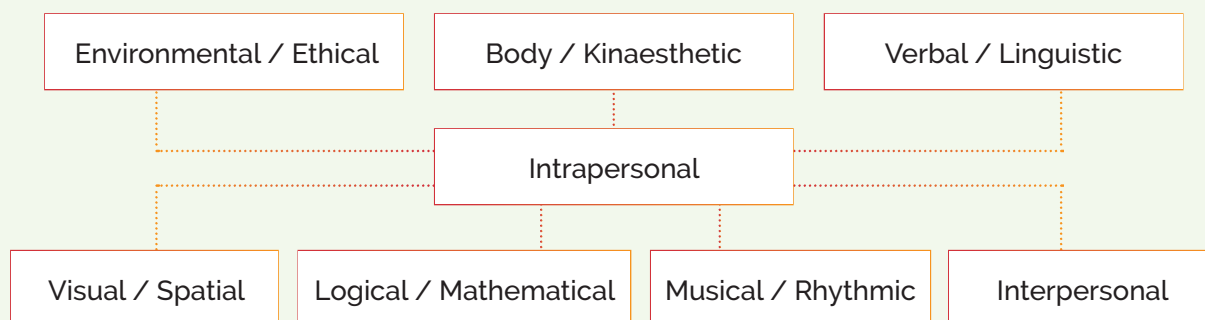 Environmental / Ethical
Body / Kinaesthetic
Verbal / Linguistic
Intrapersonal
Visual / Spatial
Logical / Mathematical
Musical / Rhythmic
Interpersonal